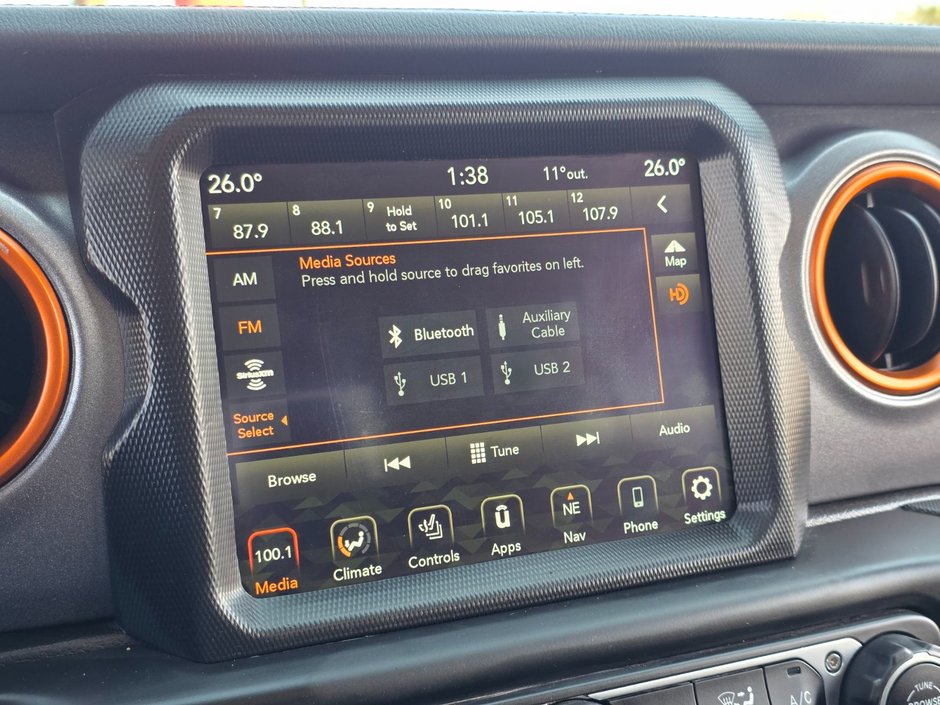 26.0°
1:38
11°out.
26.0°
7
87.9
8
88.1
9
Hold
to Set
10
101.1
11
105.1
12
107.9
AM
Media Sources
Press and hold source to drag favorites on left.
Map
FM
HD
Bluetooth
Auxiliary
Cable
SiriusXM
USB 1
USB 2
Source
Select
Browse
Tune
Audio
100.1
Media
Climate
Controls
Apps
NE
Nav
Phone
Settings
A/C
TUNE
BROWSE